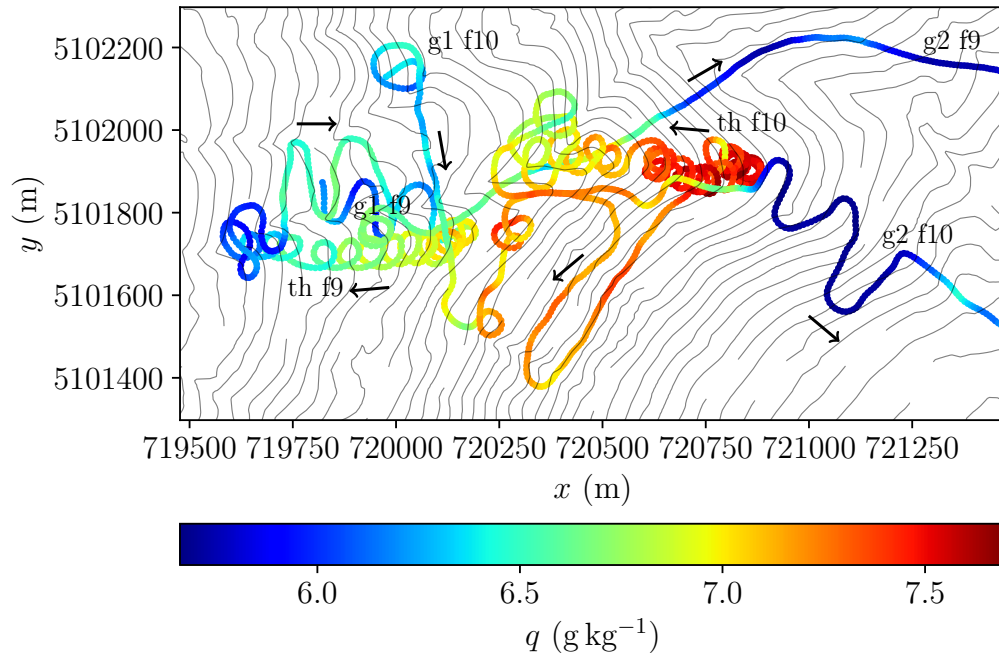 g1 f10
g2 f9
th f10
g1 f9
g2 f10
th f9
5102200
5102000
5101800
5101600
5101400
y (m)
719500 719750 720000 720250 720500 720750 721000 721250
x (m)
6.0 6.5 7.0 7.5
q (g kg⁻¹)